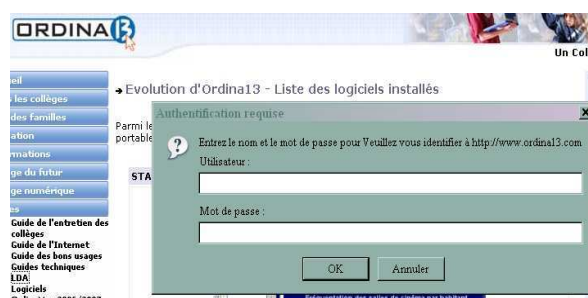 ORDINA13
Un Col
eil
les collèges
des familles
ation
rmations
ge du futur
ge numérique
es
Guide de l'entretien des
collèges
Guide de l'Internet
Guide des bons usages
Guides techniques
LDA
Logiciels
Evolution d'Ordina13 - Liste des logiciels installés
Parmi le
portable
STA
Authentification requise
Entrez le nom et le mot de passe pour Veuillez vous identifier à http://www.ordina13.com
Utilisateur :
Mot de passe :
OK
Annuler